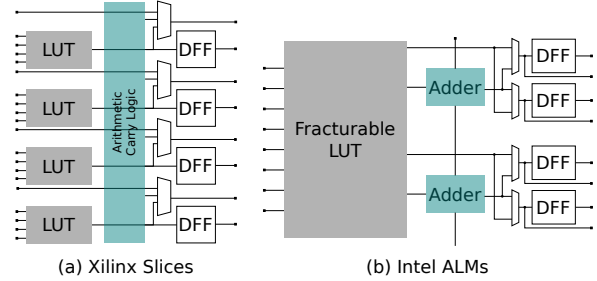 LUT
DFF
LUT
DFF
LUT
DFF
LUT
DFF
Arithmetic
Carry Logic
(a) Xilinx Slices
Fracturable
LUT
Adder
Adder
DFF
DFF
DFF
DFF
(b) Intel ALMs